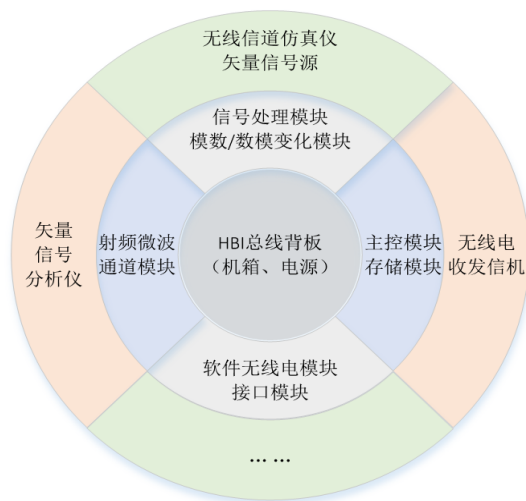 无线信道仿真仪
矢量信号源
信号处理模块
模数/数模变化模块
矢量
信号
分析仪
射频微波
通道模块
HBI总线背板
（机箱、电源）
主控模块
存储模块
无线电
收发信机
软件无线电模块
接口模块
... ...